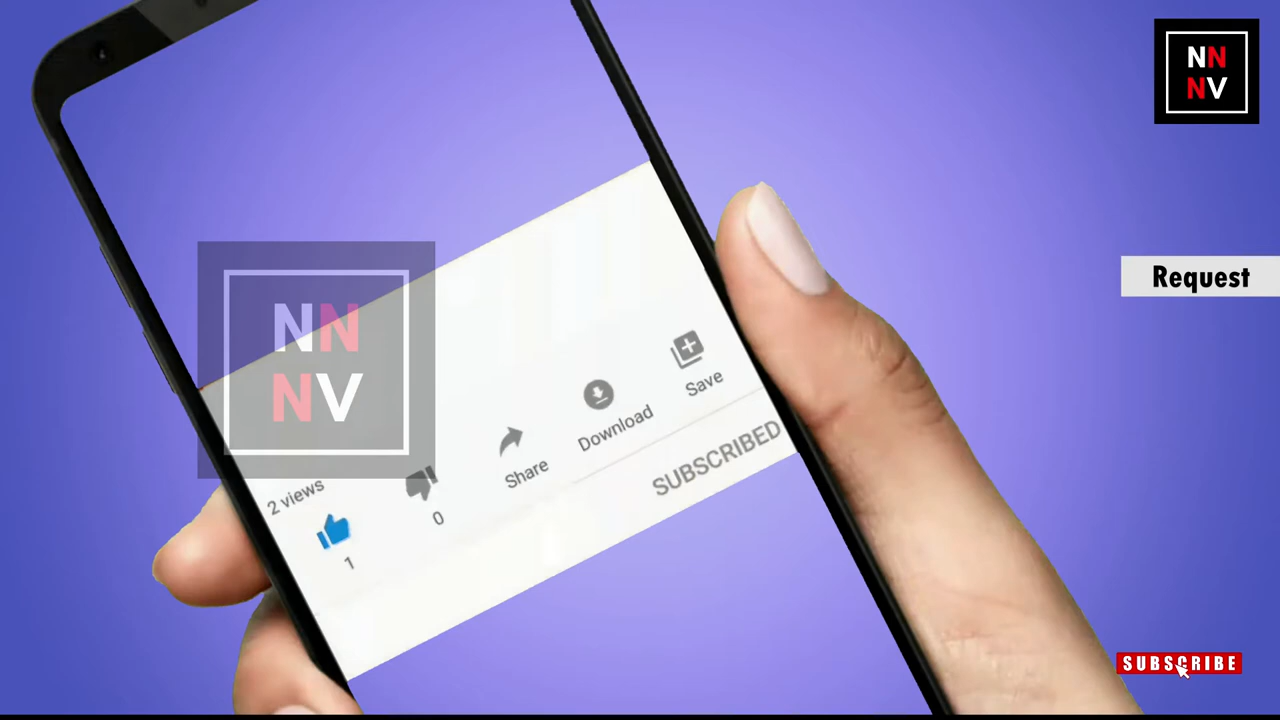 NN
NV
Request
NN
NV
Save
Download
Share
SUBSCRIBED
2 views
0
1
SUBSCRIBE